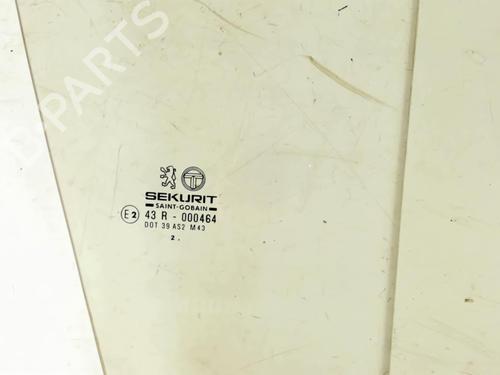 B-PARTS
SEKURIT
SAINT-GOBAIN
E2 43 R - 000464
DOT 39 AS2 M43
2 .